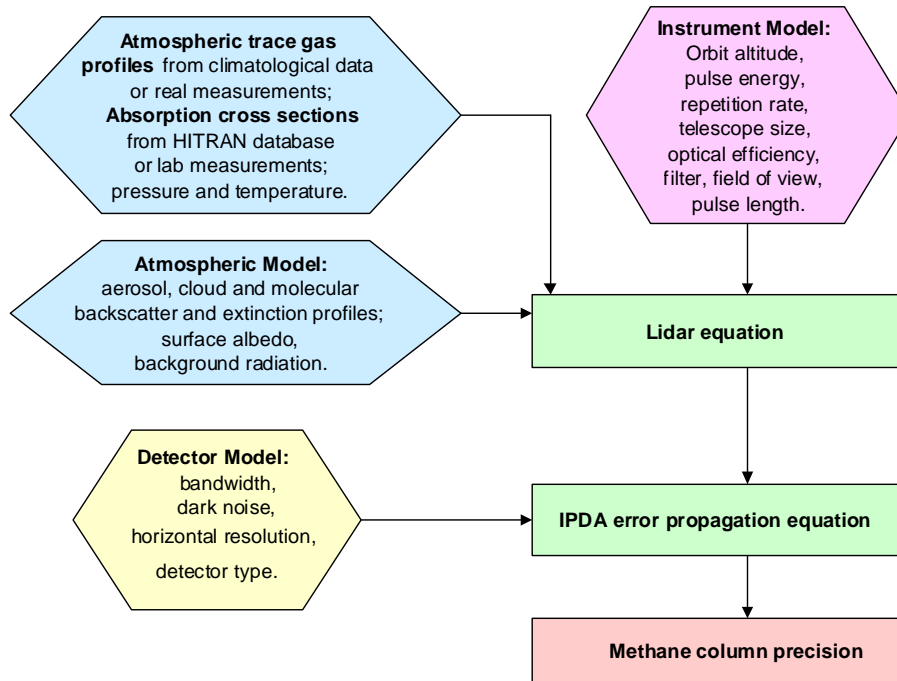 Atmospheric trace gas
profiles from climatological data
or real measurements;
Absorption cross sections
from HITRAN database
or lab measurements;
pressure and temperature.
Instrument Model:
Orbit altitude,
pulse energy,
repetition rate,
telescope size,
optical efficiency,
filter, field of view,
pulse length.
Atmospheric Model:
aerosol, cloud and molecular
backscatter and extinction profiles;
surface albedo,
background radiation.
Lidar equation
Detector Model:
bandwidth,
dark noise,
horizontal resolution,
detector type.
IPDA error propagation equation
Methane column precision